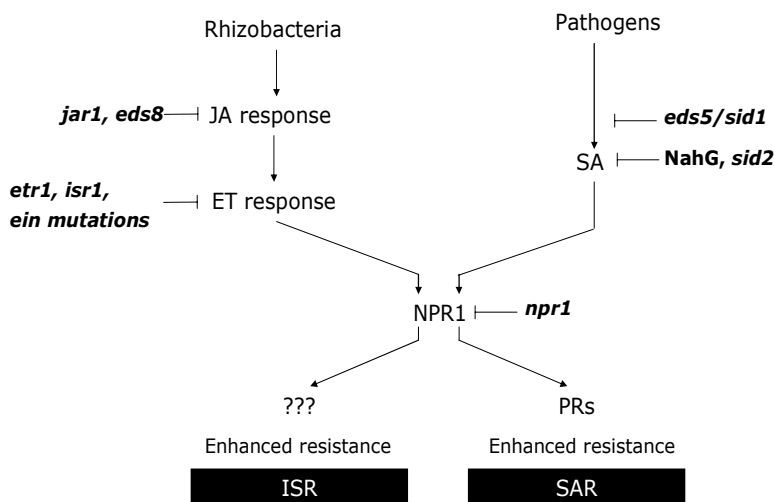 Rhizobacteria
Pathogens
jar1, eds8
JA response
eds5/sid1
SA
NahG, sid2
etr1, isr1,
ein mutations
ET response
NPR1
npr1
???
PRs
Enhanced resistance
Enhanced resistance
ISR
SAR